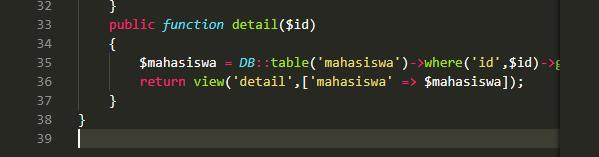 32 }
33 public function detail($id)
34 {
35 $mahasiswa = DB::table('mahasiswa')->where('id',$id)->g
36 return view('detail',['mahasiswa' => $mahasiswa]);
37 }
38 }
39